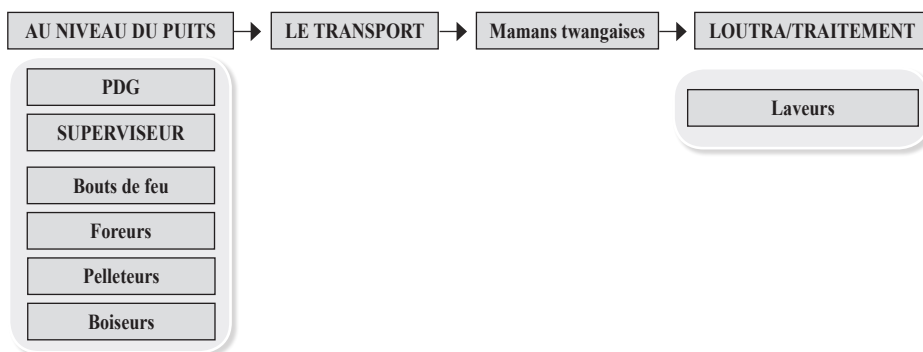 AU NIVEAU DU PUITS
LE TRANSPORT
Mamans twangaises
LOUTRA/TRAITEMENT
PDG
SUPERVISEUR
Bouts de feu
Foreurs
Pelleteurs
Boiseurs
Laveurs